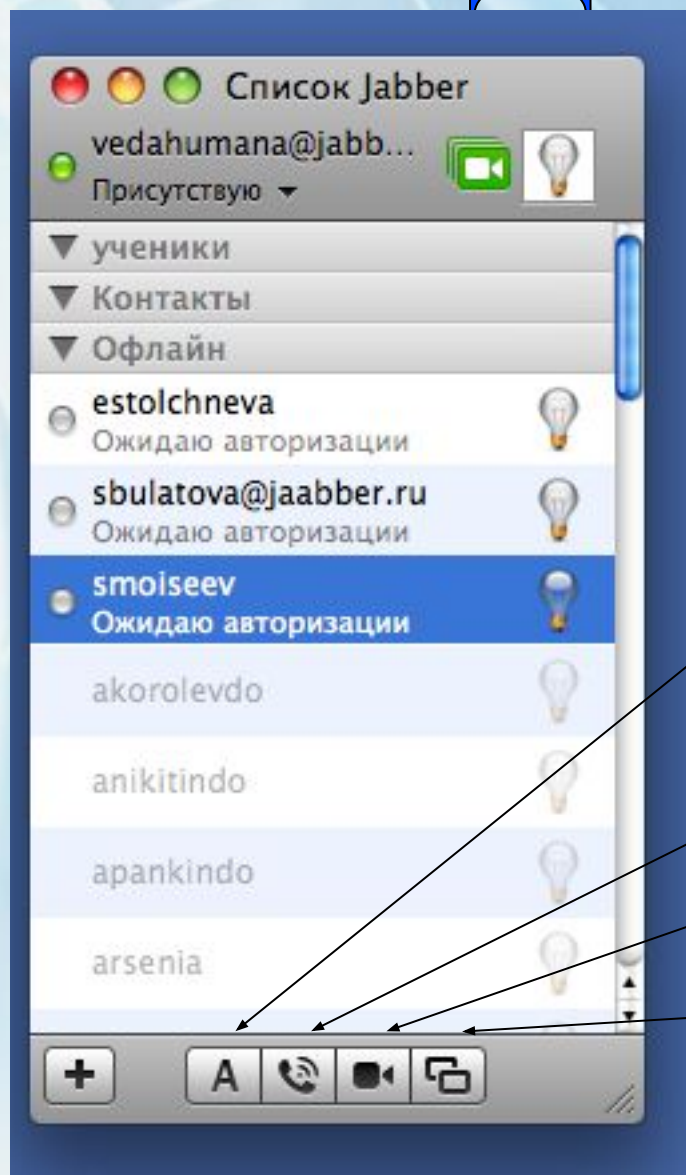 Список Jabber
vedahumana@jabb...
Присутствую
ученики
Контакты
Офлайн
estolchneva
Ожидаю авторизации
sbulatova@jaabber.ru
Ожидаю авторизации
smoiseev
Ожидаю авторизации
akorolevdo
anikitindo
apankindo
arsenia
A